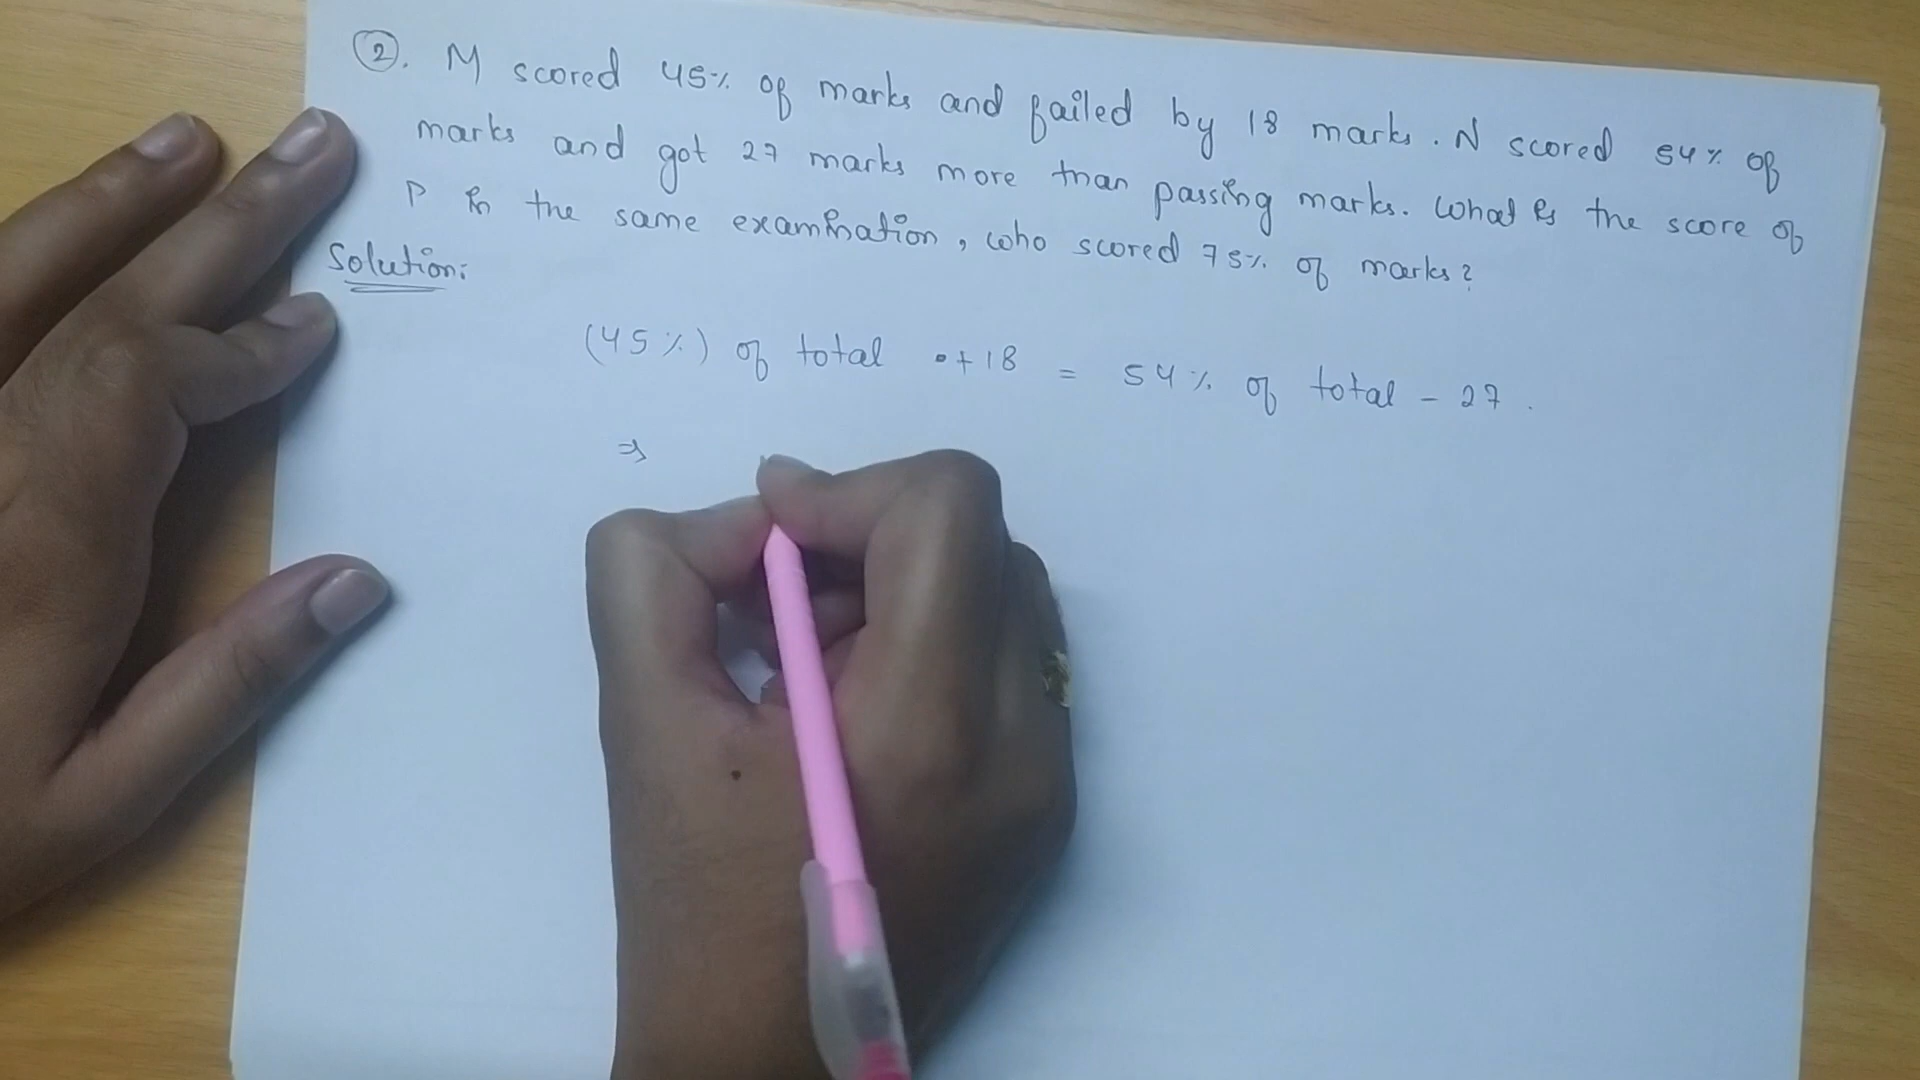 2. M scored 45% of marks and failed by 18 marks. N scored 54% of
marks and got 27 marks more than passing marks. What is the score of
P in the same examination, who scored 75% of marks?
Solution:
(45%) of total + 18 = 54% of total - 27.
⇒